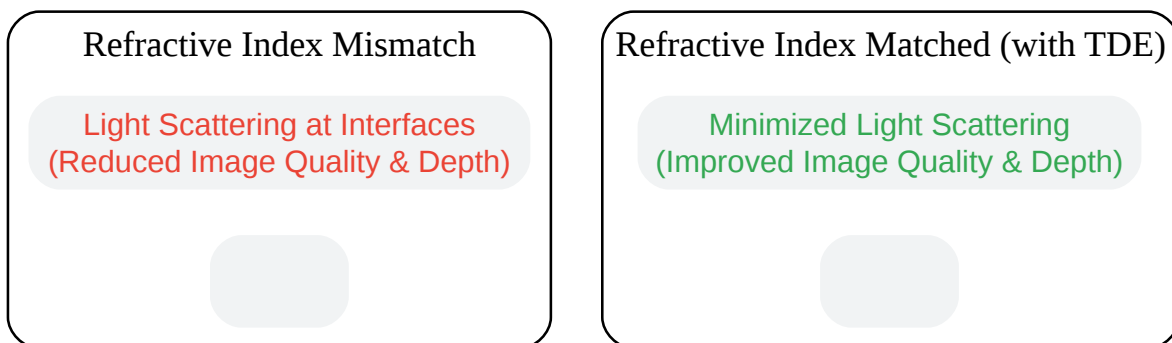 Refractive Index Mismatch
Light Scattering at Interfaces
(Reduced Image Quality & Depth)
Refractive Index Matched (with TDE)
Minimized Light Scattering
(Improved Image Quality & Depth)